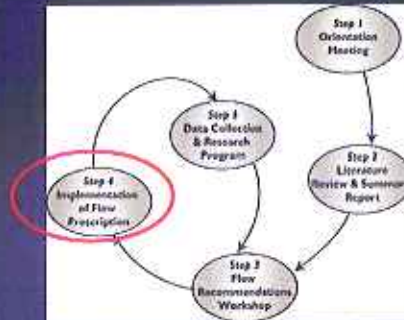 Step 1
Orientation
Meeting
Step 2
Literature
Review & Summary
Report
Step 3
Flow
Recommendations
Workshop
Step 4
Implementation
of Flow
Prescription
Step 5
Data Collection
& Research
Program